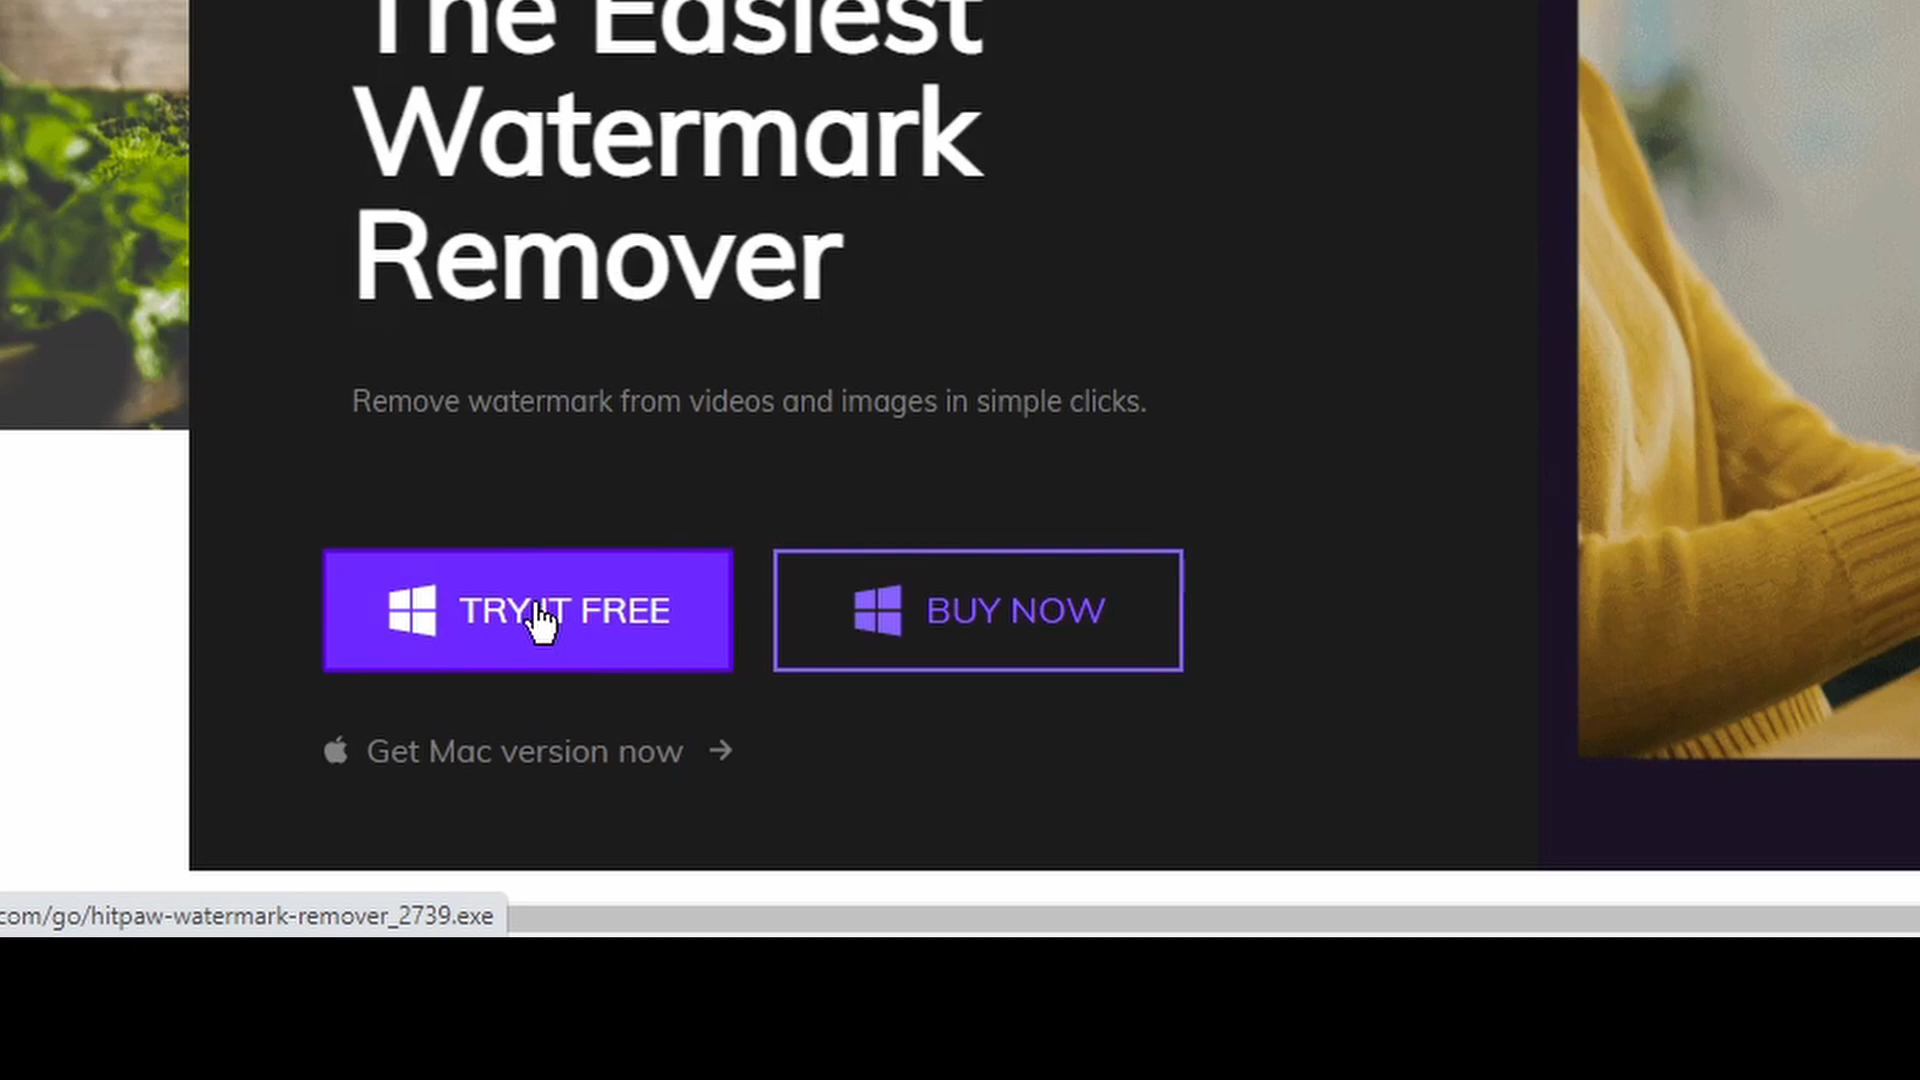 The Easiest
Watermark
Remover
Remove watermark from videos and images in simple clicks.
TRY IT FREE
BUY NOW
Get Mac version now
com/go/hitpaw-watermark-remover_2739.exe